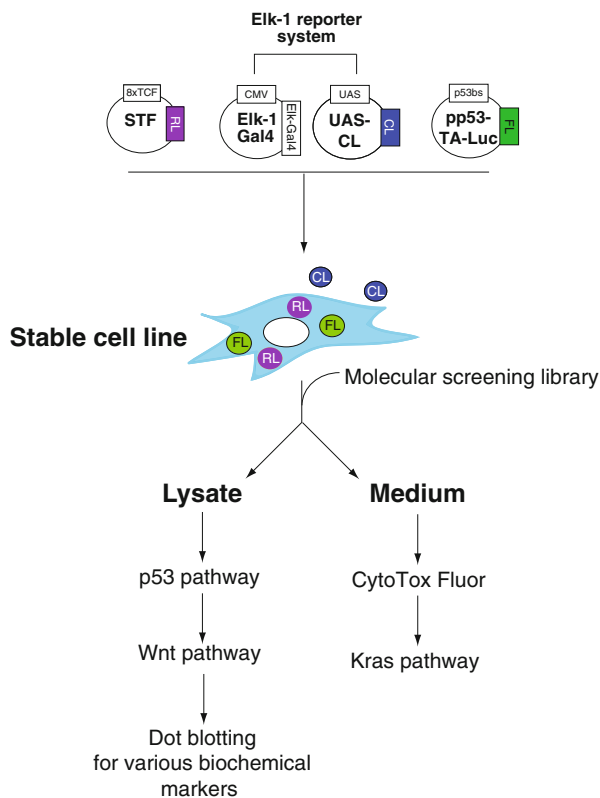 Elk-1 reporter
system
8xTCF
STF
RL
CMV
Elk-1
Gal4
Elk-Gal4
UAS
UAS-
CL
CL
p53bs
pp53-
TA-Luc
FL
CL
CL
RL
FL
FL
RL
Stable cell line
Molecular screening library
Lysate
Medium
p53 pathway
CytoTox Fluor
Wnt pathway
Kras pathway
Dot blotting
for various biochemical
markers